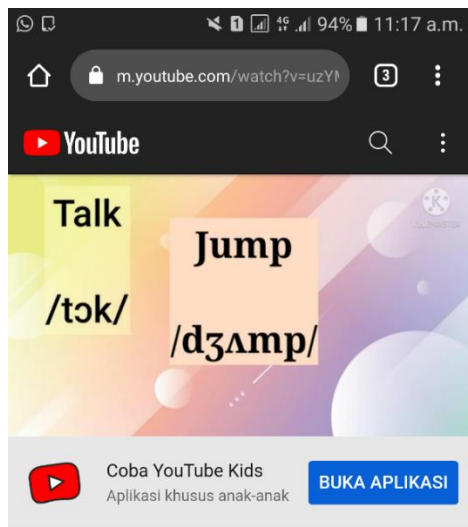 94% 11:17 a.m.
m.youtube.com/watch?v=uzY
3
YouTube
Talk
/tɔk/
Jump
/dʒʌmp/
Coba YouTube Kids
Aplikasi khusus anak-anak
BUKA APLIKASI